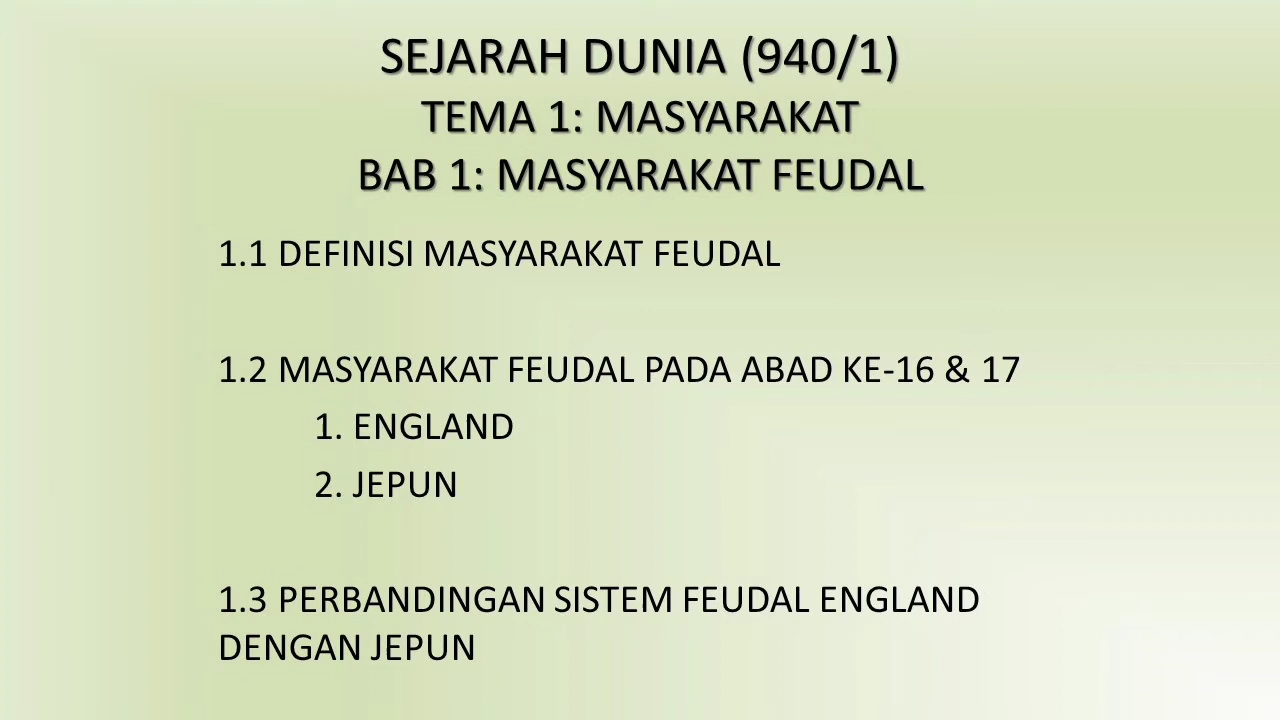 SEJARAH DUNIA (940/1)
TEMA 1: MASYARAKAT
BAB 1: MASYARAKAT FEUDAL
1.1 DEFINISI MASYARAKAT FEUDAL
1.2 MASYARAKAT FEUDAL PADA ABAD KE-16 & 17
1. ENGLAND
2. JEPUN
1.3 PERBANDINGAN SISTEM FEUDAL ENGLAND
DENGAN JEPUN